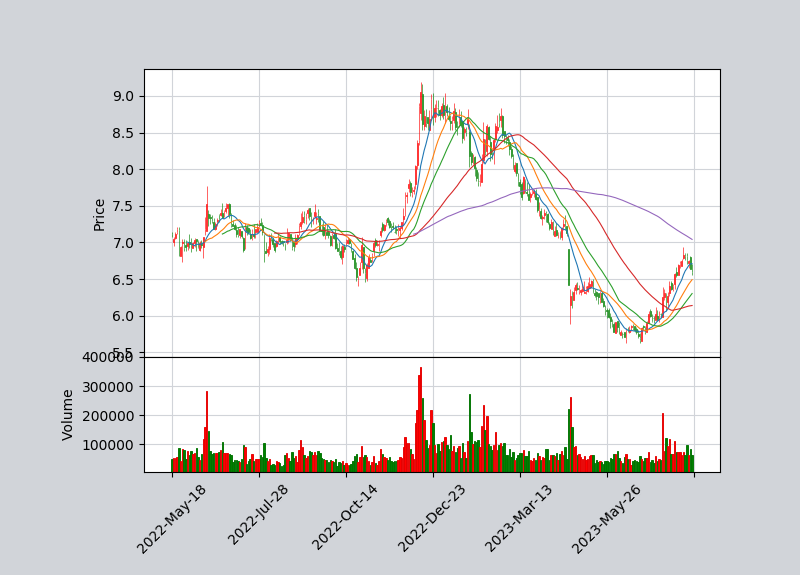 9.0
8.5
8.0
7.5
7.0
6.5
6.0
5.5
Price
400000
300000
200000
100000
Volume
2022-May-18
2022-Jul-28
2022-Oct-14
2022-Dec-23
2023-Mar-13
2023-May-26